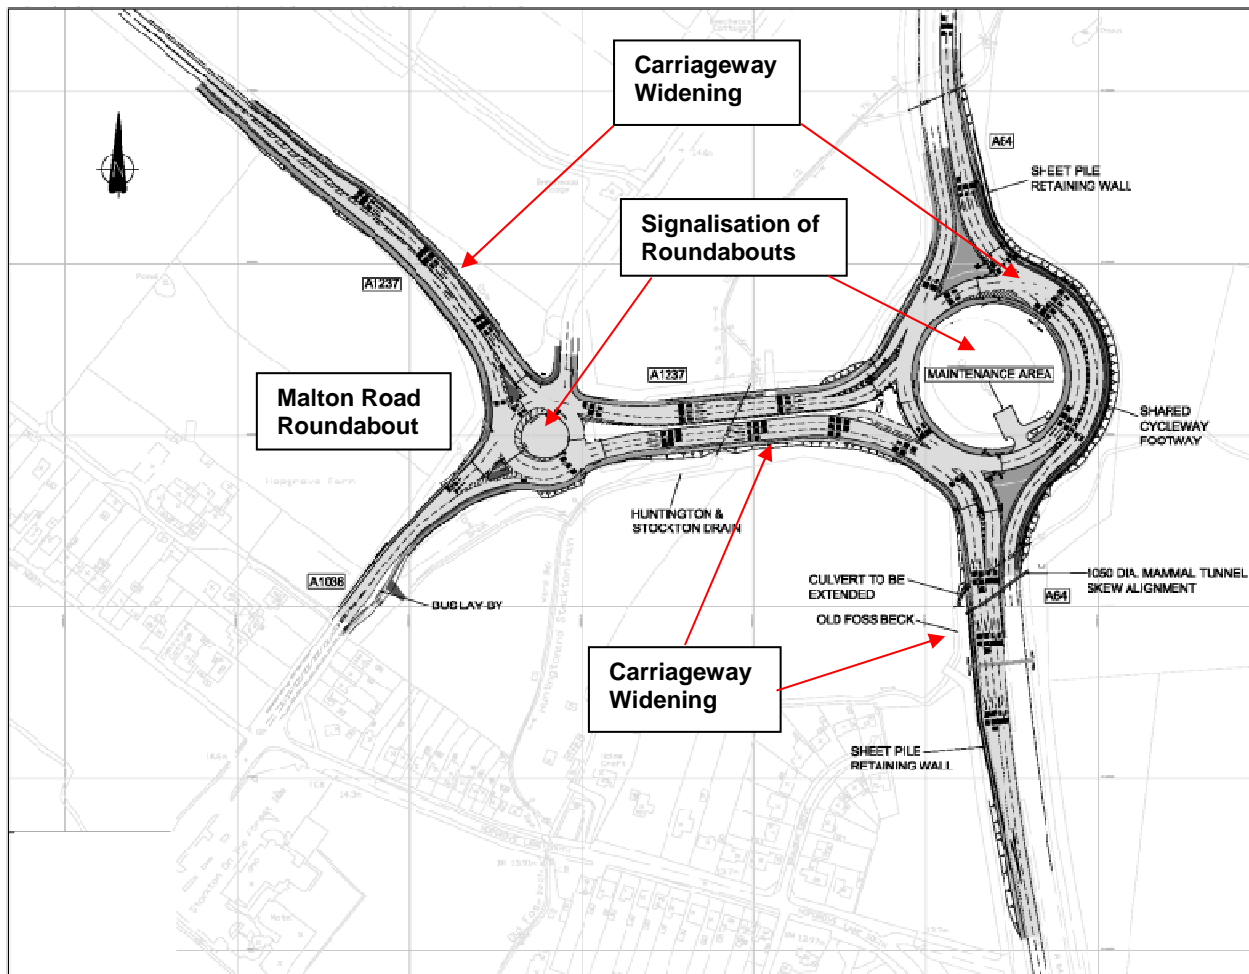 Carriageway
Widening
A64
SHEET PILE
RETAINING WALL
Signalisation of
Roundabouts
A1237
A1237
MAINTENANCE AREA
Malton Road
Roundabout
SHARED
CYCLEWAY
FOOTWAY
HUNTINGTON &
STOCKTON DRAIN
A1036
BUS LAY-BY
CULVERT TO BE
EXTENDED
1050 DIA. MAMMAL TUNNEL
SKEW ALIGNMENT
A64
OLD FOSS BECK
Carriageway
Widening
SHEET PILE
RETAINING WALL